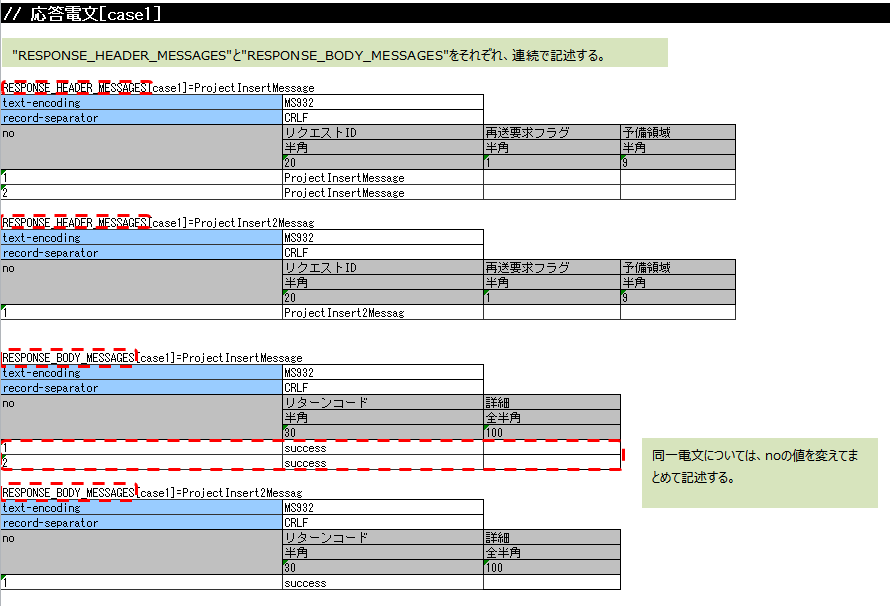 // 応答電文[case1]
"RESPONSE_HEADER_MESSAGES"と"RESPONSE_BODY_MESSAGES"をそれぞれ、連続で記述する。
RESPONSE_HEADER_MESSAGES[case1]=ProjectInsertMessage
text-encoding MS932
record-separator CRLF
no リクエストID 再送要求フラグ 予備領域
半角 半角 半角
20 1 9
1 ProjectInsertMessage
2 ProjectInsertMessage
RESPONSE_HEADER_MESSAGES[case1]=ProjectInsert2Messag
text-encoding MS932
record-separator CRLF
no リクエストID 再送要求フラグ 予備領域
半角 半角 半角
20 1 9
1 ProjectInsert2Messag
RESPONSE_BODY_MESSAGES[case1]=ProjectInsertMessage
text-encoding MS932
record-separator CRLF
no リターンコード 詳細
半角 全半角
30 100
1 success
2 success
同一電文については、noの値を変えてま
とめて記述する。
RESPONSE_BODY_MESSAGES[case1]=ProjectInsert2Messag
text-encoding MS932
record-separator CRLF
no リターンコード 詳細
半角 全半角
30 100
1 success